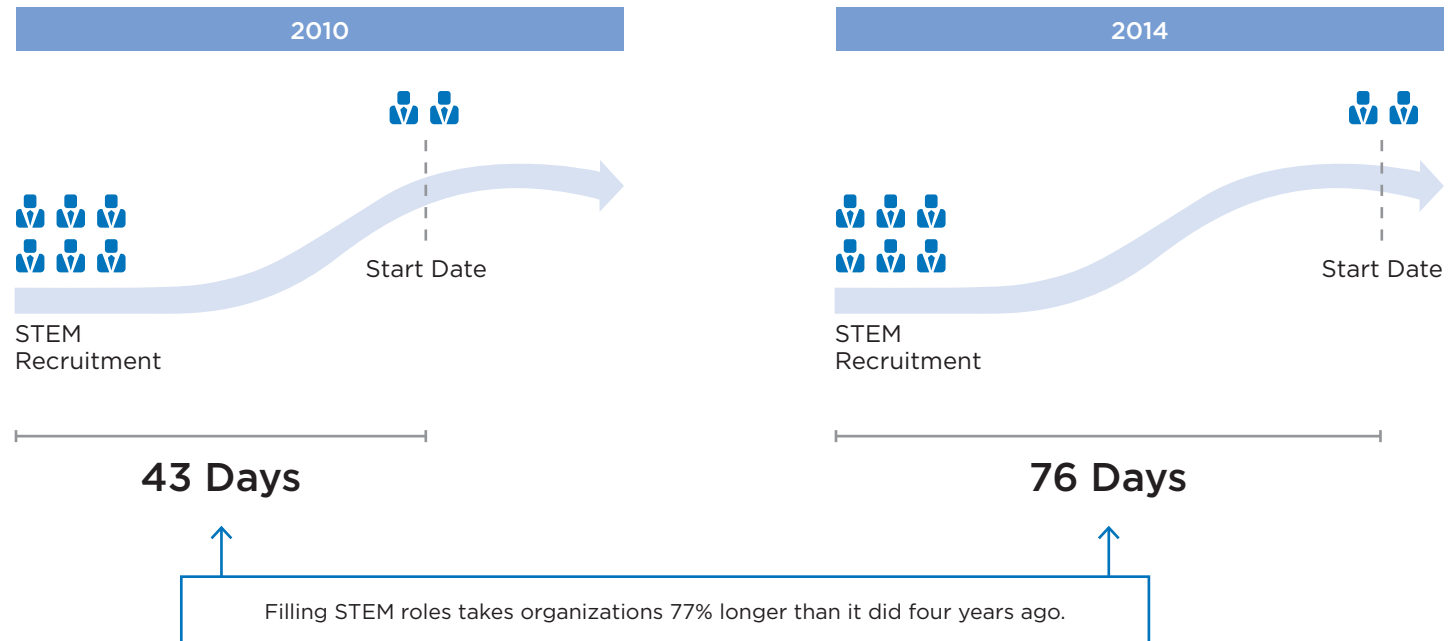 2010
2014
Start Date
Start Date
STEM
Recruitment
STEM
Recruitment
43 Days
76 Days
Filling STEM roles takes organizations 77% longer than it did four years ago.